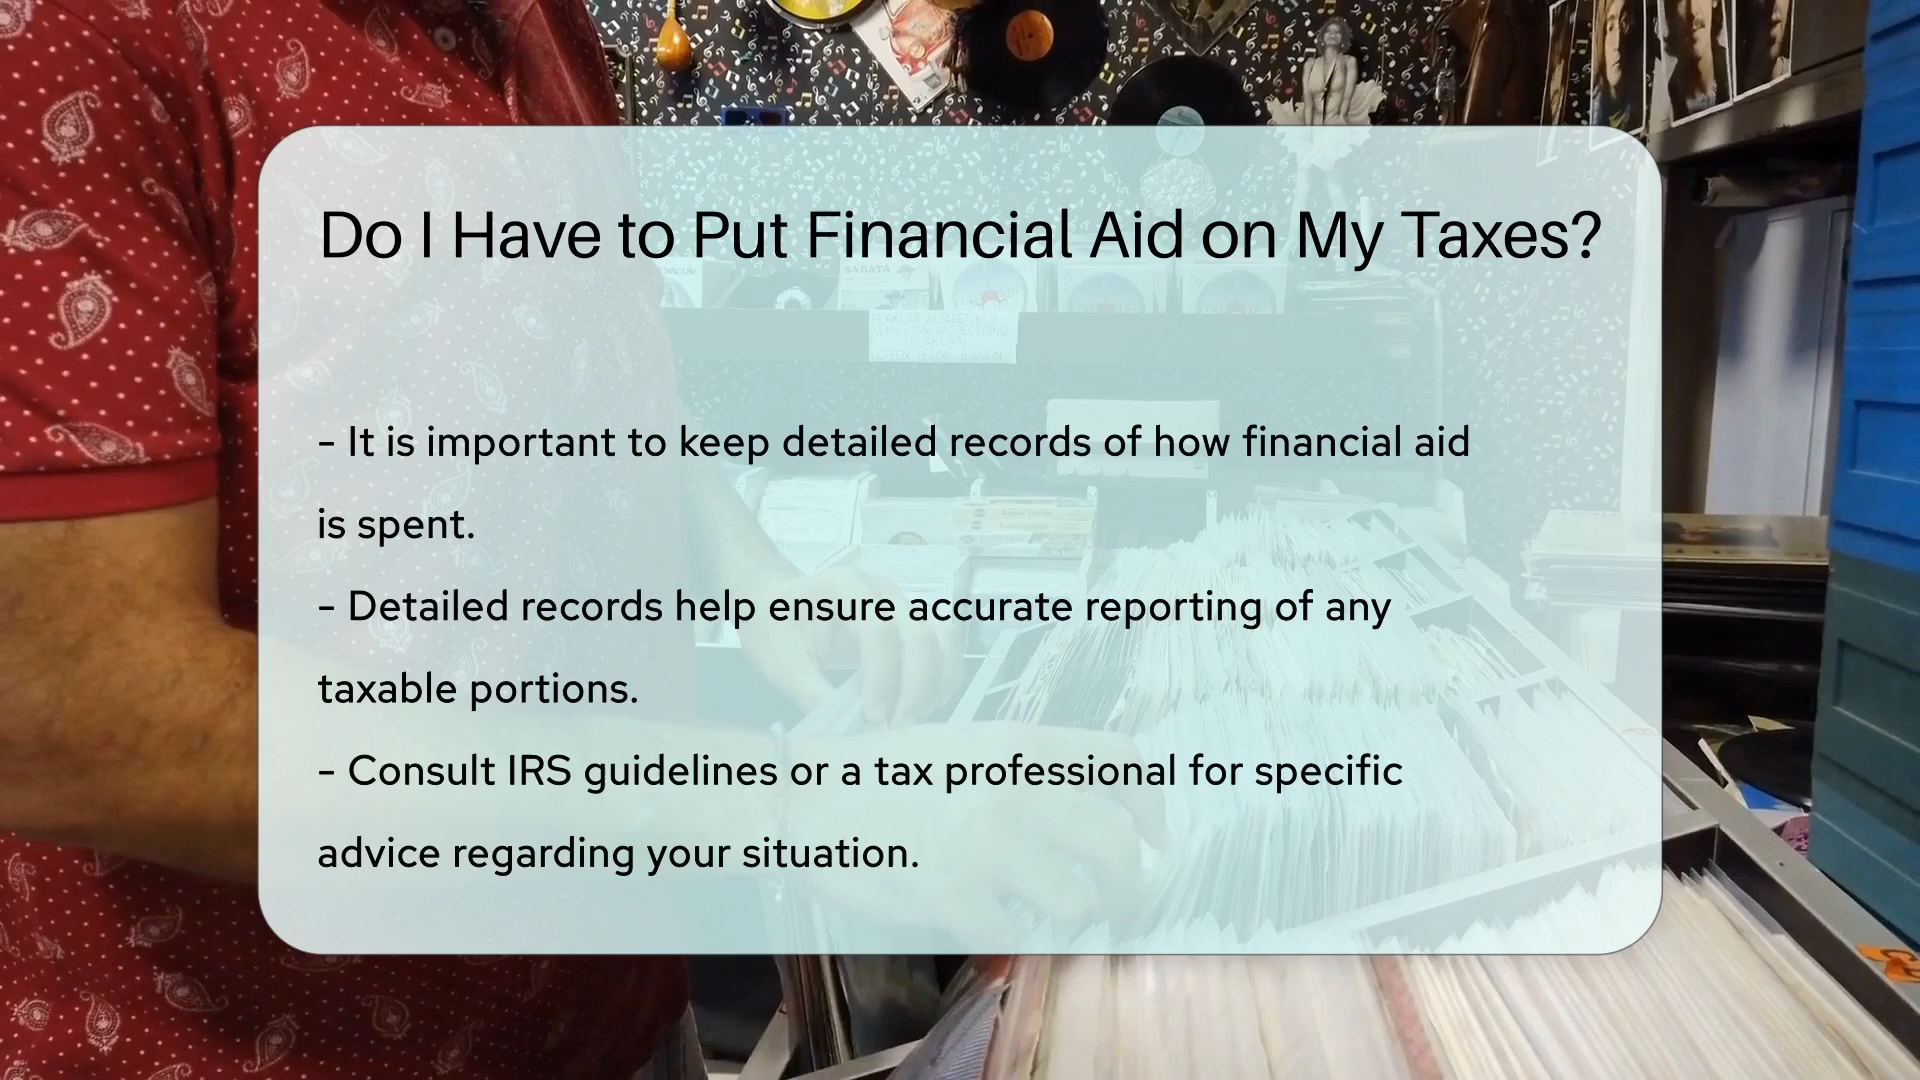 Do I Have to Put Financial Aid on My Taxes?
SABATA
– It is important to keep detailed records of how financial aid
is spent.
– Detailed records help ensure accurate reporting of any
taxable portions.
– Consult IRS guidelines or a tax professional for specific
advice regarding your situation.